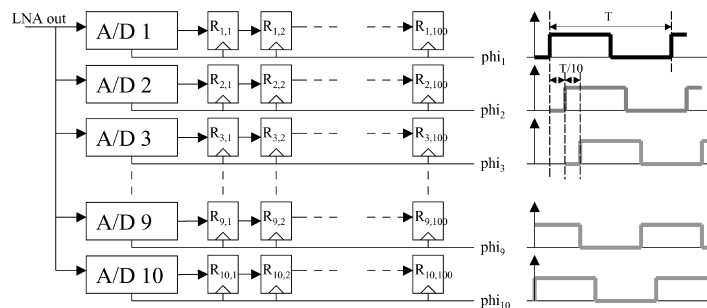 LNA out
A/D 1 R1,1 R1,2 R1,100 phi1 T
A/D 2 R2,1 R2,2 R2,100 phi2 T/10
A/D 3 R3,1 R3,2 R3,100 phi3
A/D 9 R9,1 R9,2 R9,100 phi9
A/D 10 R10,1 R10,2 R10,100 phi10